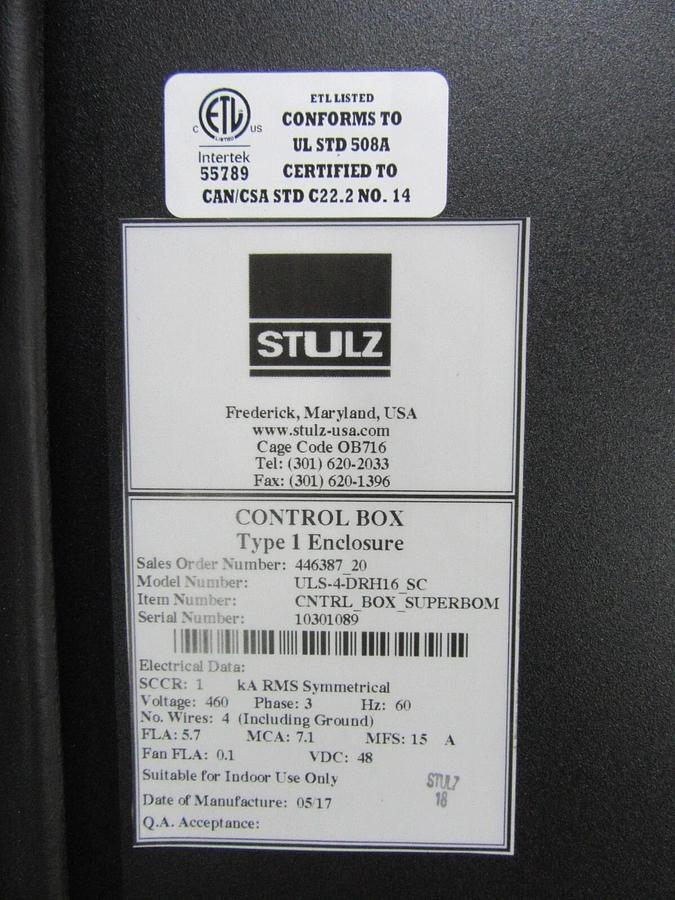 ETL LISTED
CONFORMS TO
UL STD 508A
CERTIFIED TO
CAN/CSA STD C22.2 NO. 14
C ETL US
LISTED
Intertek
55789
STULZ
Frederick, Maryland, USA
www.stulz-usa.com
Cage Code OB716
Tel: (301) 620-2033
Fax: (301) 620-1396
CONTROL BOX
Type 1 Enclosure
Sales Order Number: 446387_20
Model Number: ULS-4-DRH16_SC
Item Number: CNTRL_BOX_SUPERBOM
Serial Number: 10301089
Electrical Data:
SCCR: 1 kA RMS Symmetrical
Voltage: 460 Phase: 3 Hz: 60
No. Wires: 4 (Including Ground)
FLA: 5.7 MCA: 7.1 MFS: 15 A
Fan FLA: 0.1 VDC: 48
Suitable for Indoor Use Only
STULZ
18
Date of Manufacture: 05/17
Q.A. Acceptance: